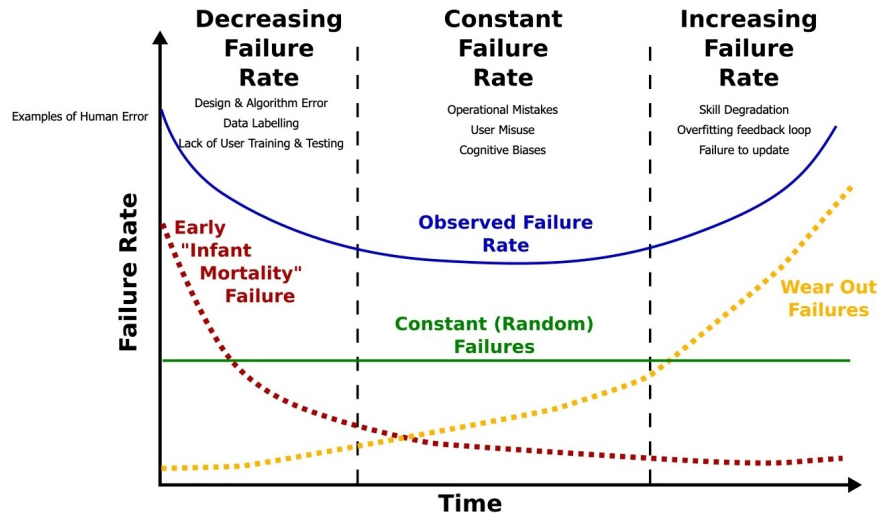 Decreasing
Failure
Rate
Constant
Failure
Rate
Increasing
Failure
Rate
Examples of Human Error
Design & Algorithm Error
Data Labelling
Lack of User Training & Testing
Operational Mistakes
User Misuse
Cognitive Biases
Skill Degradation
Overfitting feedback loop
Failure to update
Failure Rate
Early
"Infant
Mortality"
Failure
Observed Failure
Rate
Constant (Random)
Failures
Wear Out
Failures
Time